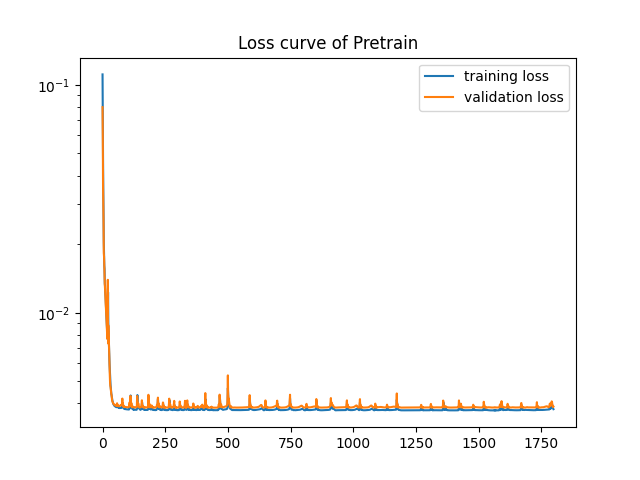 Loss curve of Pretrain
training loss
validation loss
10⁻¹
10⁻²
0 250 500 750 1000 1250 1500 1750